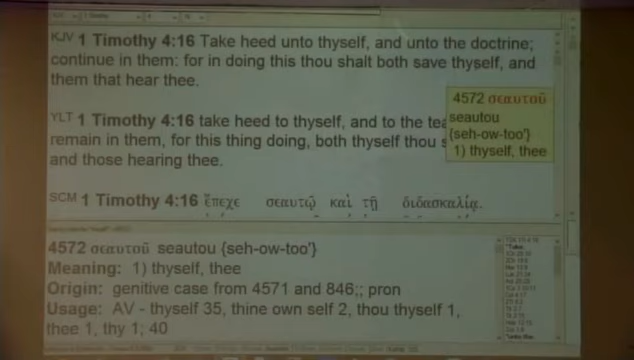 KJV 1 Timothy 4:16 Take heed unto thyself, and unto the doctrine;
continue in them: for in doing this thou shalt both save thyself, and
them that hear thee.
YLT 1 Timothy 4:16 take heed to thyself, and to the tea
remain in them, for this thing doing, both thyself thou s
and those hearing thee.
4572 σεαυτοῦ
seautou
{seh-ow-too'}
1) thyself, thee
SCM 1 Timothy 4:16 ἔπεχε σεαυτῷ καὶ τῇ διδασκαλίᾳ.
4572 σεαυτοῦ seautou {seh-ow-too'}
Meaning: 1) thyself, thee
Origin: genitive case from 4571 and 846;; pron
Usage: AV - thyself 35, thine own self 2, thou thyself 1,
thee 1, thy 1; 40